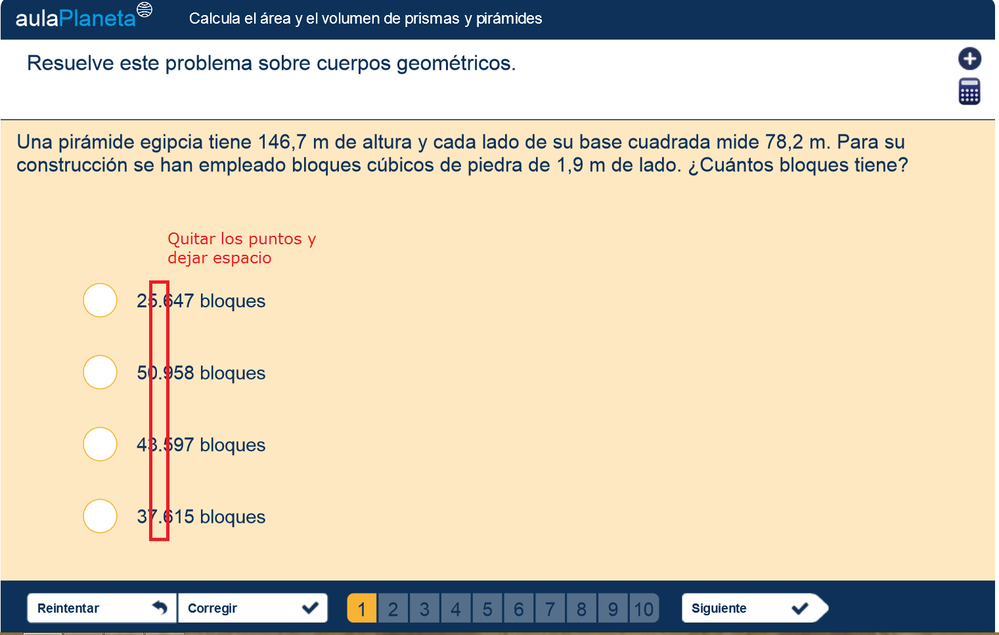 aulaPlaneta
Calcula el área y el volumen de prismas y pirámides
Resuelve este problema sobre cuerpos geométricos.
Una pirámide egipcia tiene 146,7 m de altura y cada lado de su base cuadrada mide 78,2 m. Para su
construcción se han empleado bloques cúbicos de piedra de 1,9 m de lado. ¿Cuántos bloques tiene?
Quitar los puntos y
dejar espacio
25.647 bloques
50.958 bloques
43.597 bloques
37.615 bloques
Reintentar
Corregir
1 2 3 4 5 6 7 8 9 10
Siguiente